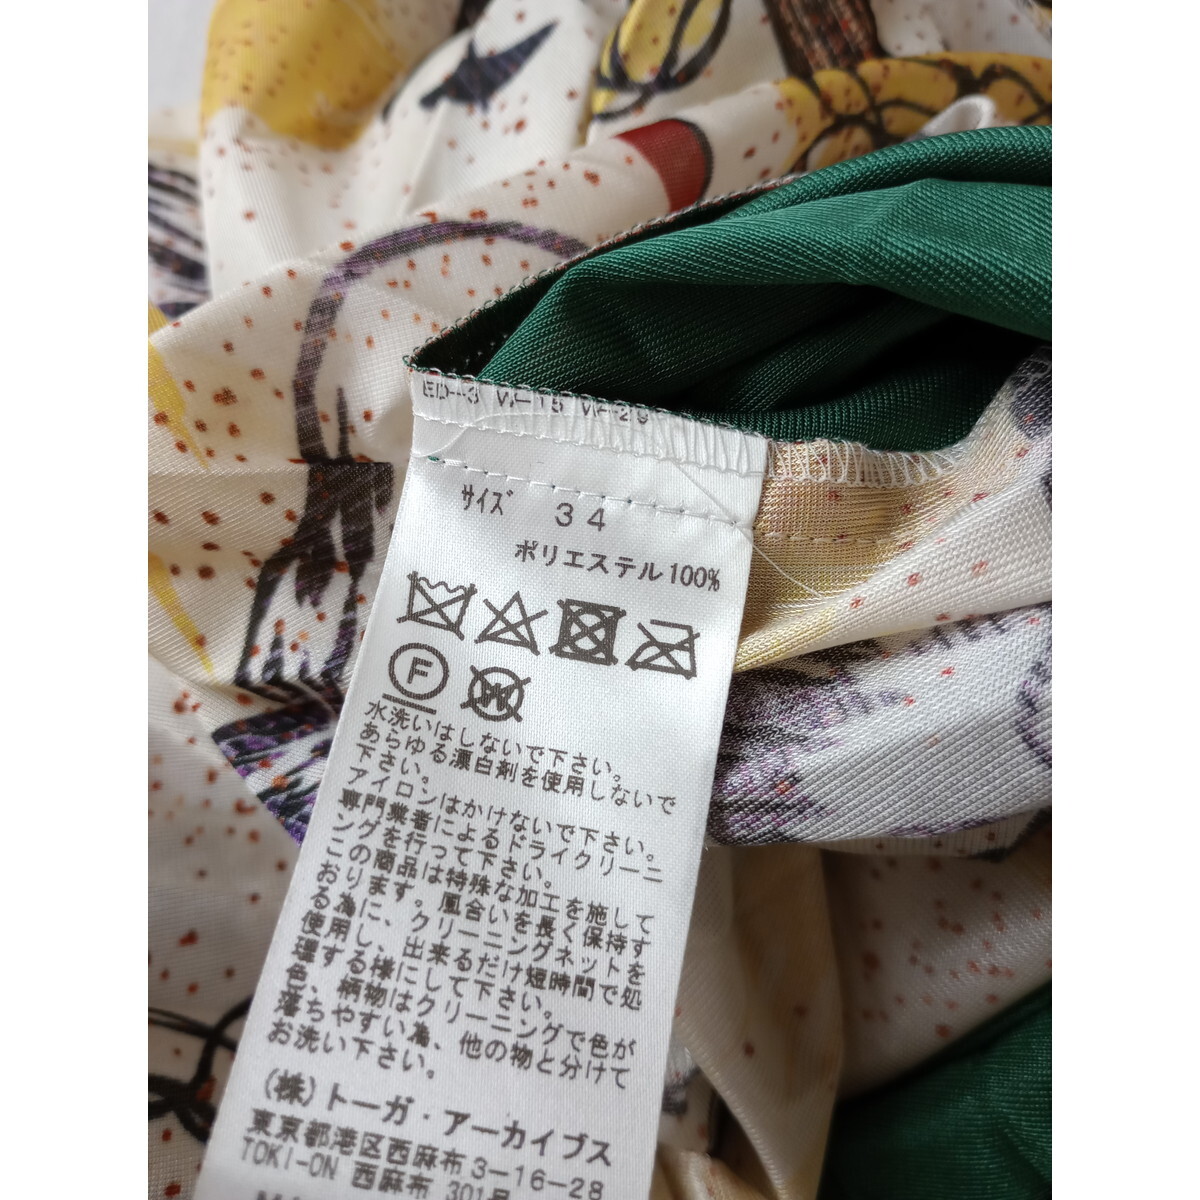 ED-3 W-15 W-29
サイズ 34
ポリエステル100%
F
W
水洗いはしないで下さい。
あらゆる漂白剤を使用しないで
下さい。
アイロンはかけないで下さい。
専門業者によるドライクリーニ
ングを行って下さい。
この商品は特殊な加工を施して
おります。風合いを長く保持す
る為に、クリーニングネットを
使用し、出来るだけ短時間で処
理する様にして下さい。
色、柄物はクリーニングで色が
落ちやすい為、他の物と分けて
お洗い下さい。
(株)トーガ・アーカイブス
東京都港区西麻布3-16-28
TOKI-ON 西麻布 301号